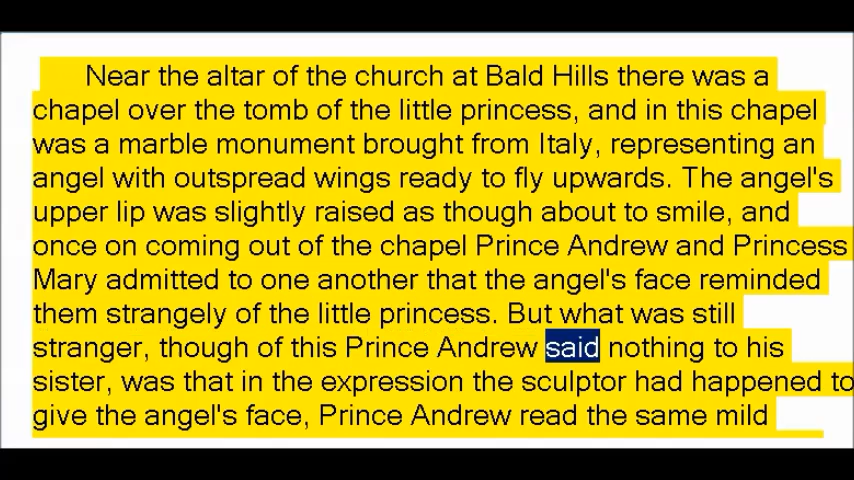 Near the altar of the church at Bald Hills there was a
chapel over the tomb of the little princess, and in this chapel
was a marble monument brought from Italy, representing an
angel with outspread wings ready to fly upwards. The angel's
upper lip was slightly raised as though about to smile, and
once on coming out of the chapel Prince Andrew and Princess
Mary admitted to one another that the angel's face reminded
them strangely of the little princess. But what was still
stranger, though of this Prince Andrew said nothing to his
sister, was that in the expression the sculptor had happened to
give the angel's face, Prince Andrew read the same mild